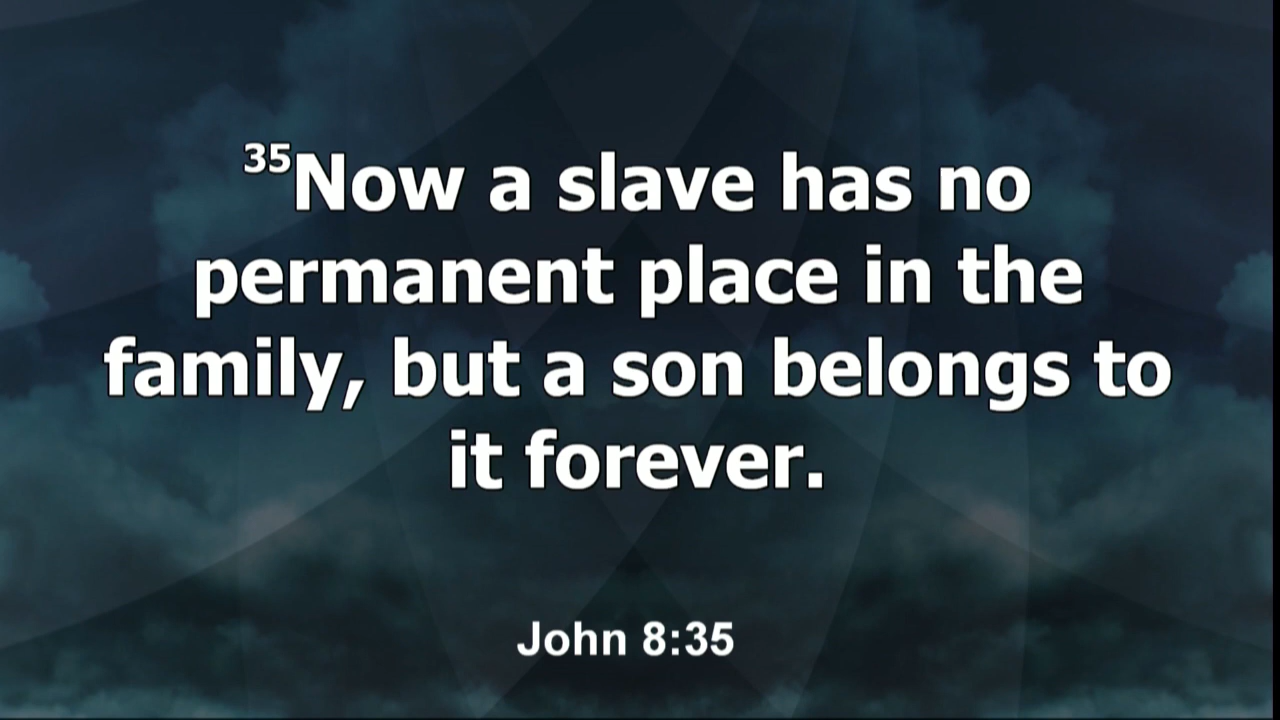 35Now a slave has no
permanent place in the
family, but a son belongs to
it forever.
John 8:35